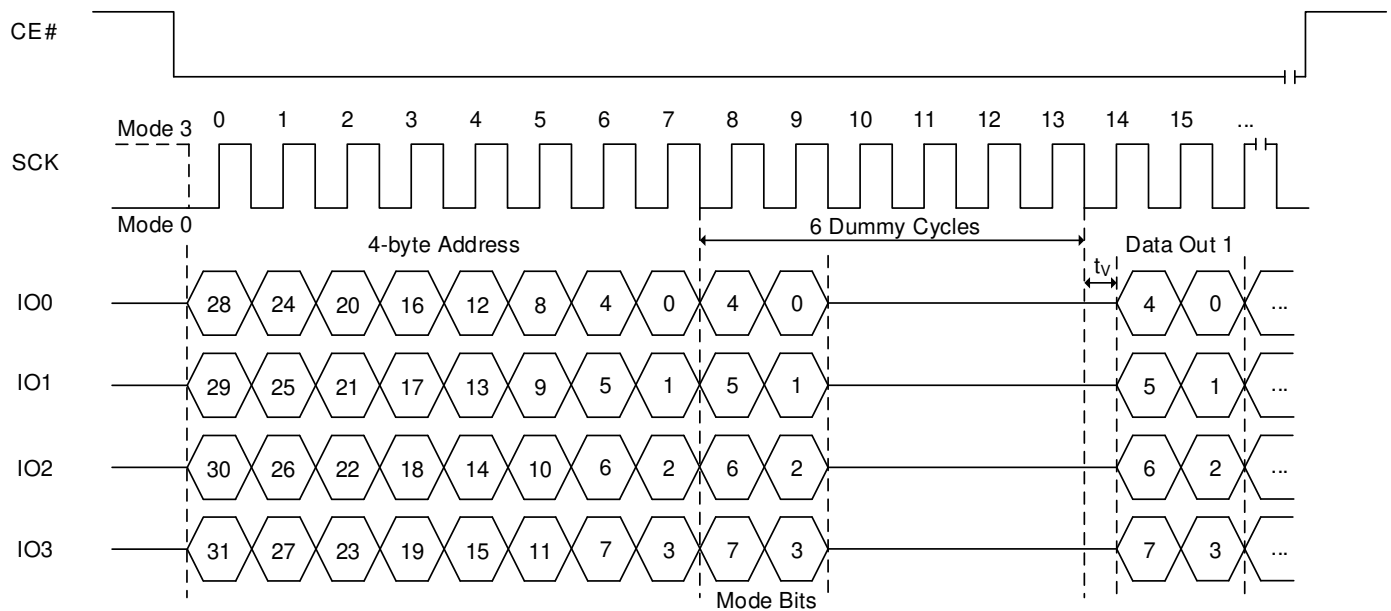 CE#
0 1 2 3 4 5 6 7 8 9 10 11 12 13 14 15 ...
Mode 3
SCK
Mode 0
6 Dummy Cycles
4-byte Address
Data Out 1
tV
IO0 28 24 20 16 12 8 4 0 4 0 4 0 ...
IO1 29 25 21 17 13 9 5 1 5 1 5 1 ...
IO2 30 26 22 18 14 10 6 2 6 2 6 2 ...
IO3 31 27 23 19 15 11 7 3 7 3 7 3 ...
Mode Bits